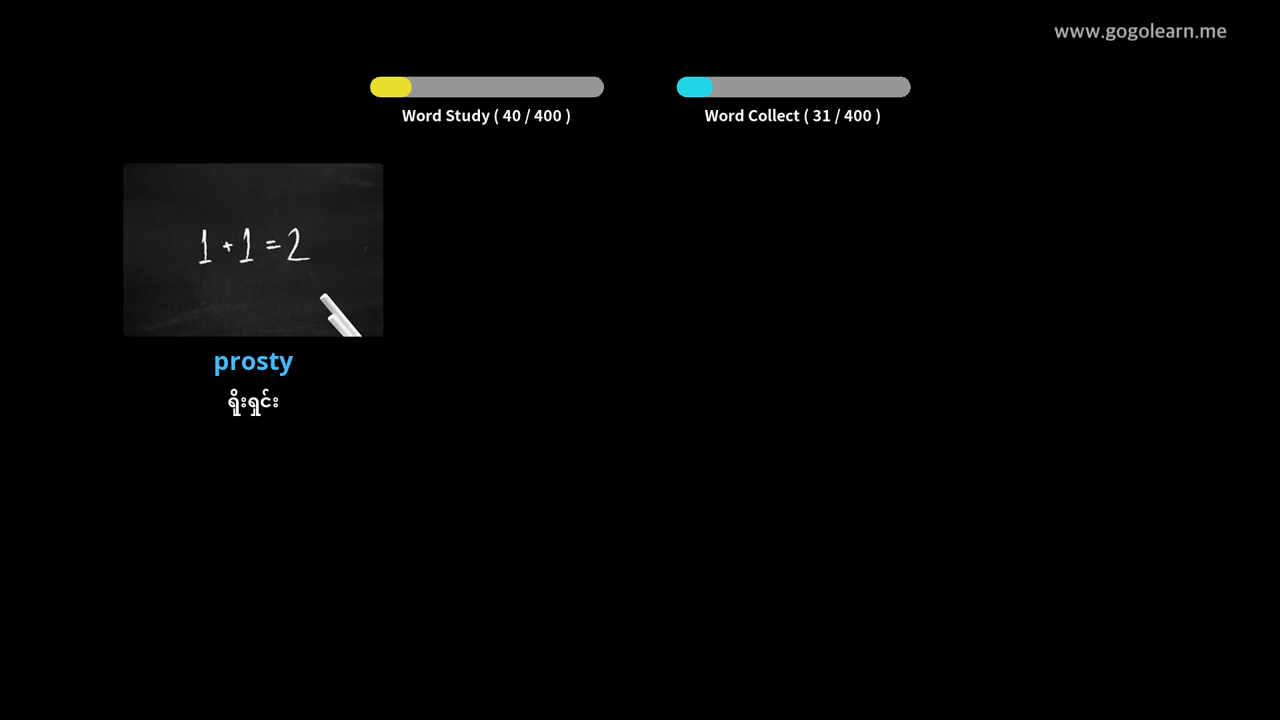 www.gogolearn.me
Word Study ( 40 / 400 )
Word Collect ( 31 / 400 )
1 + 1 = 2
prosty
ရိုးရှင်း